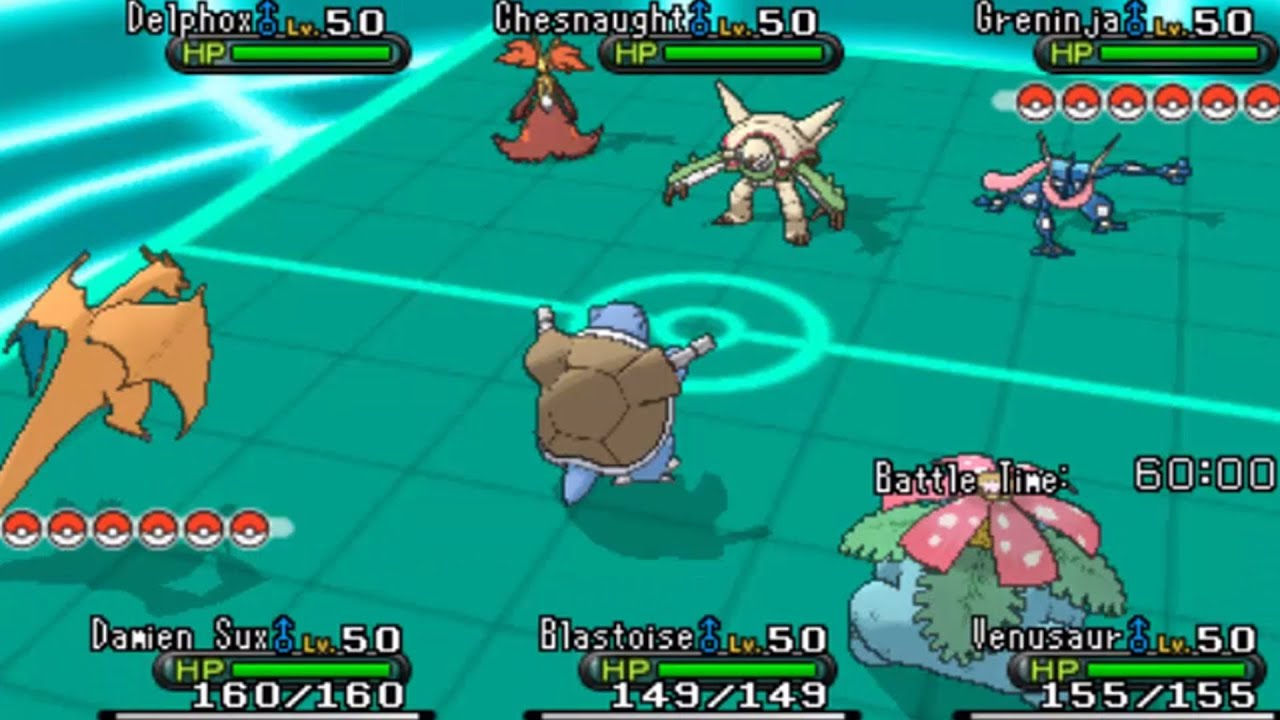 Delphox♂ Lv.50
HP
Chesnaught♂ Lv.50
HP
Greninja♂ Lv.50
HP
Battle Time: 60:00
Damien Sux♂ Lv.50
HP
160/160
Blastoise♂ Lv.50
HP
149/149
Venusaur♂ Lv.50
HP
155/155